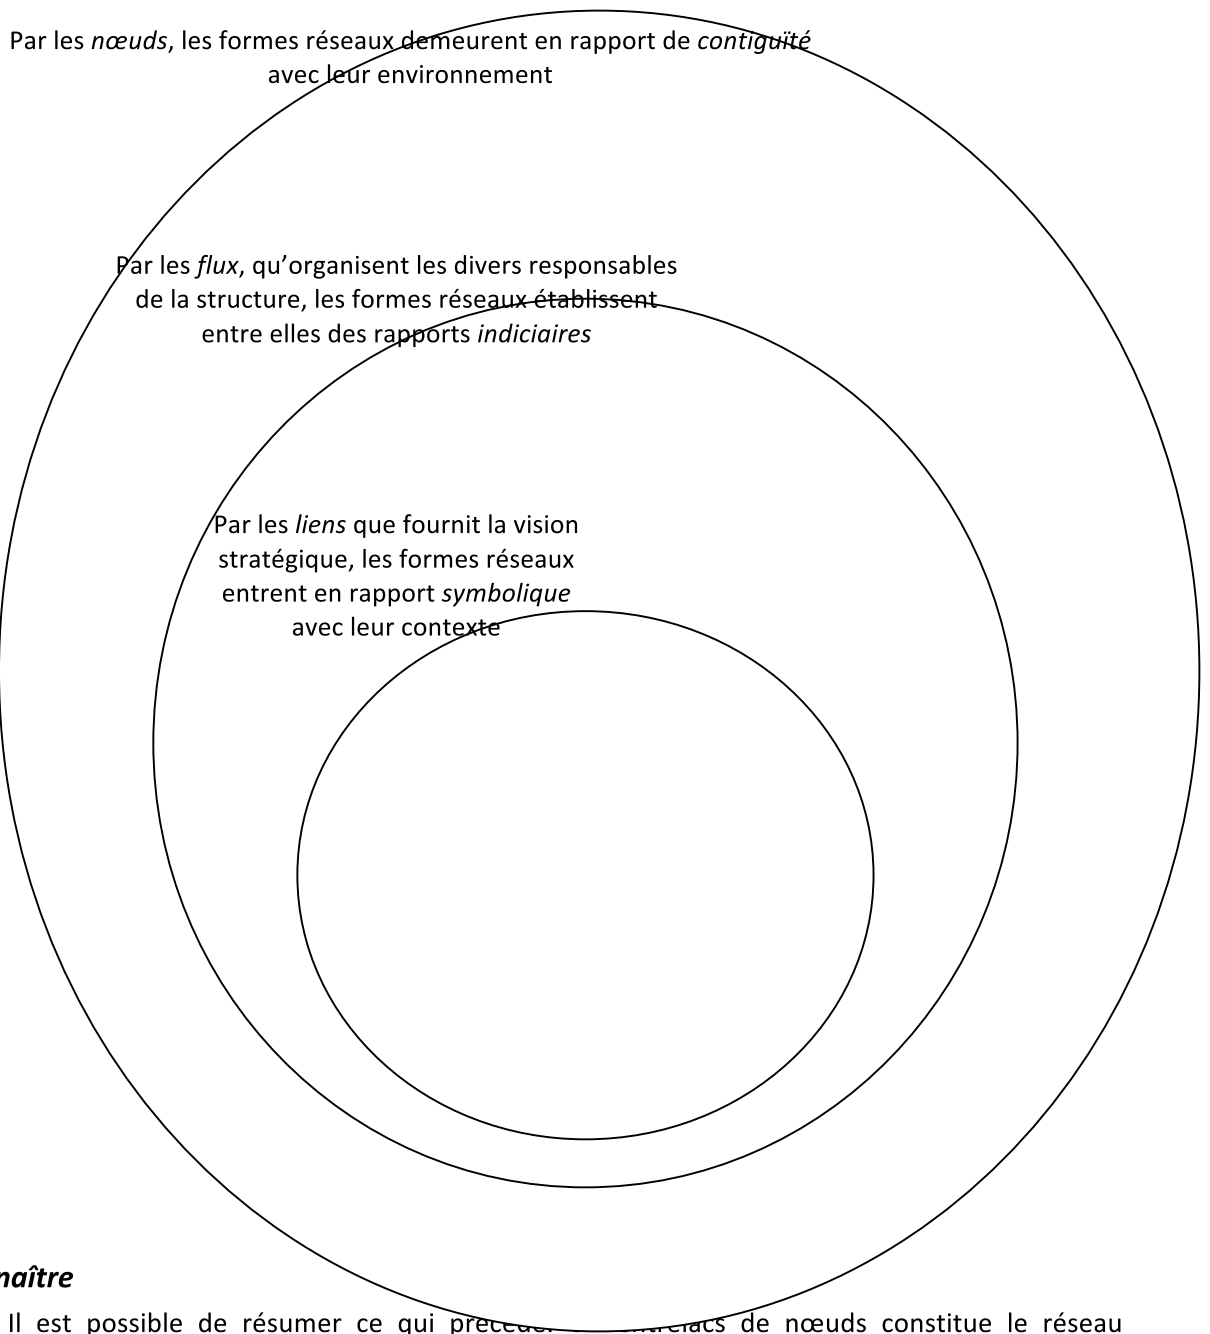 Par les nœuds, les formes réseaux demeurent en rapport de contiguïté
avec leur environnement
Par les flux, qu’organisent les divers responsables
de la structure, les formes réseaux établissent
entre elles des rapports indiciaires
Par les liens que fournit la vision
stratégique, les formes réseaux
entrent en rapport symbolique
avec leur contexte
naître
Il est possible de résumer ce qui précède. entrelacs de nœuds constitue le réseau